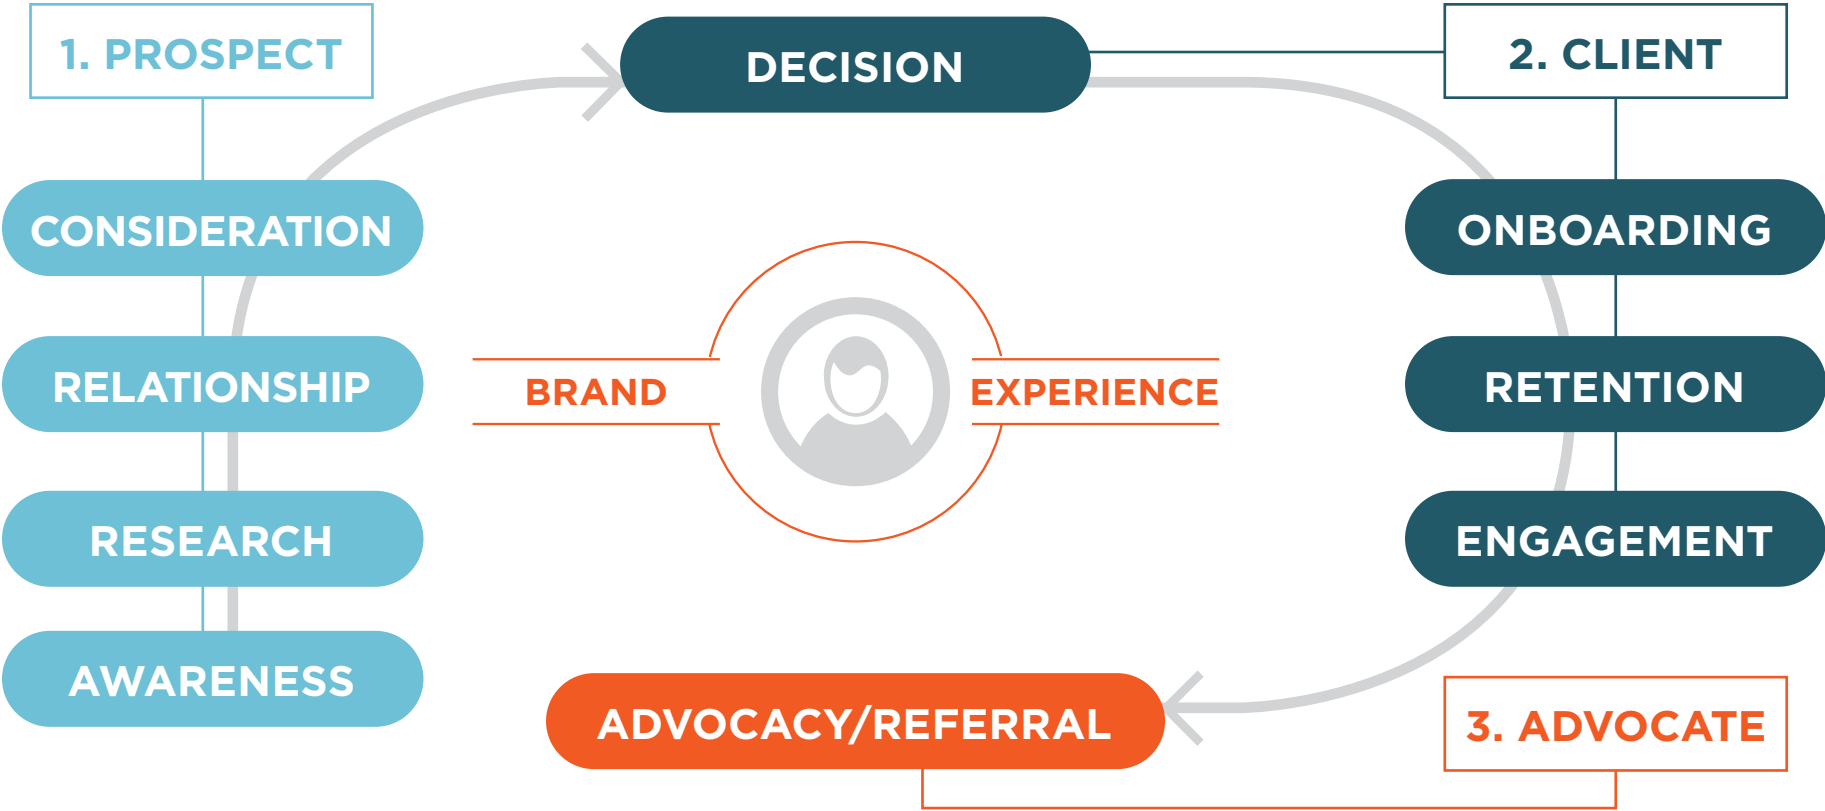 1. PROSPECT
DECISION
2. CLIENT
CONSIDERATION
ONBOARDING
RELATIONSHIP
BRAND
EXPERIENCE
RETENTION
RESEARCH
ENGAGEMENT
AWARENESS
ADVOCACY/REFERRAL
3. ADVOCATE